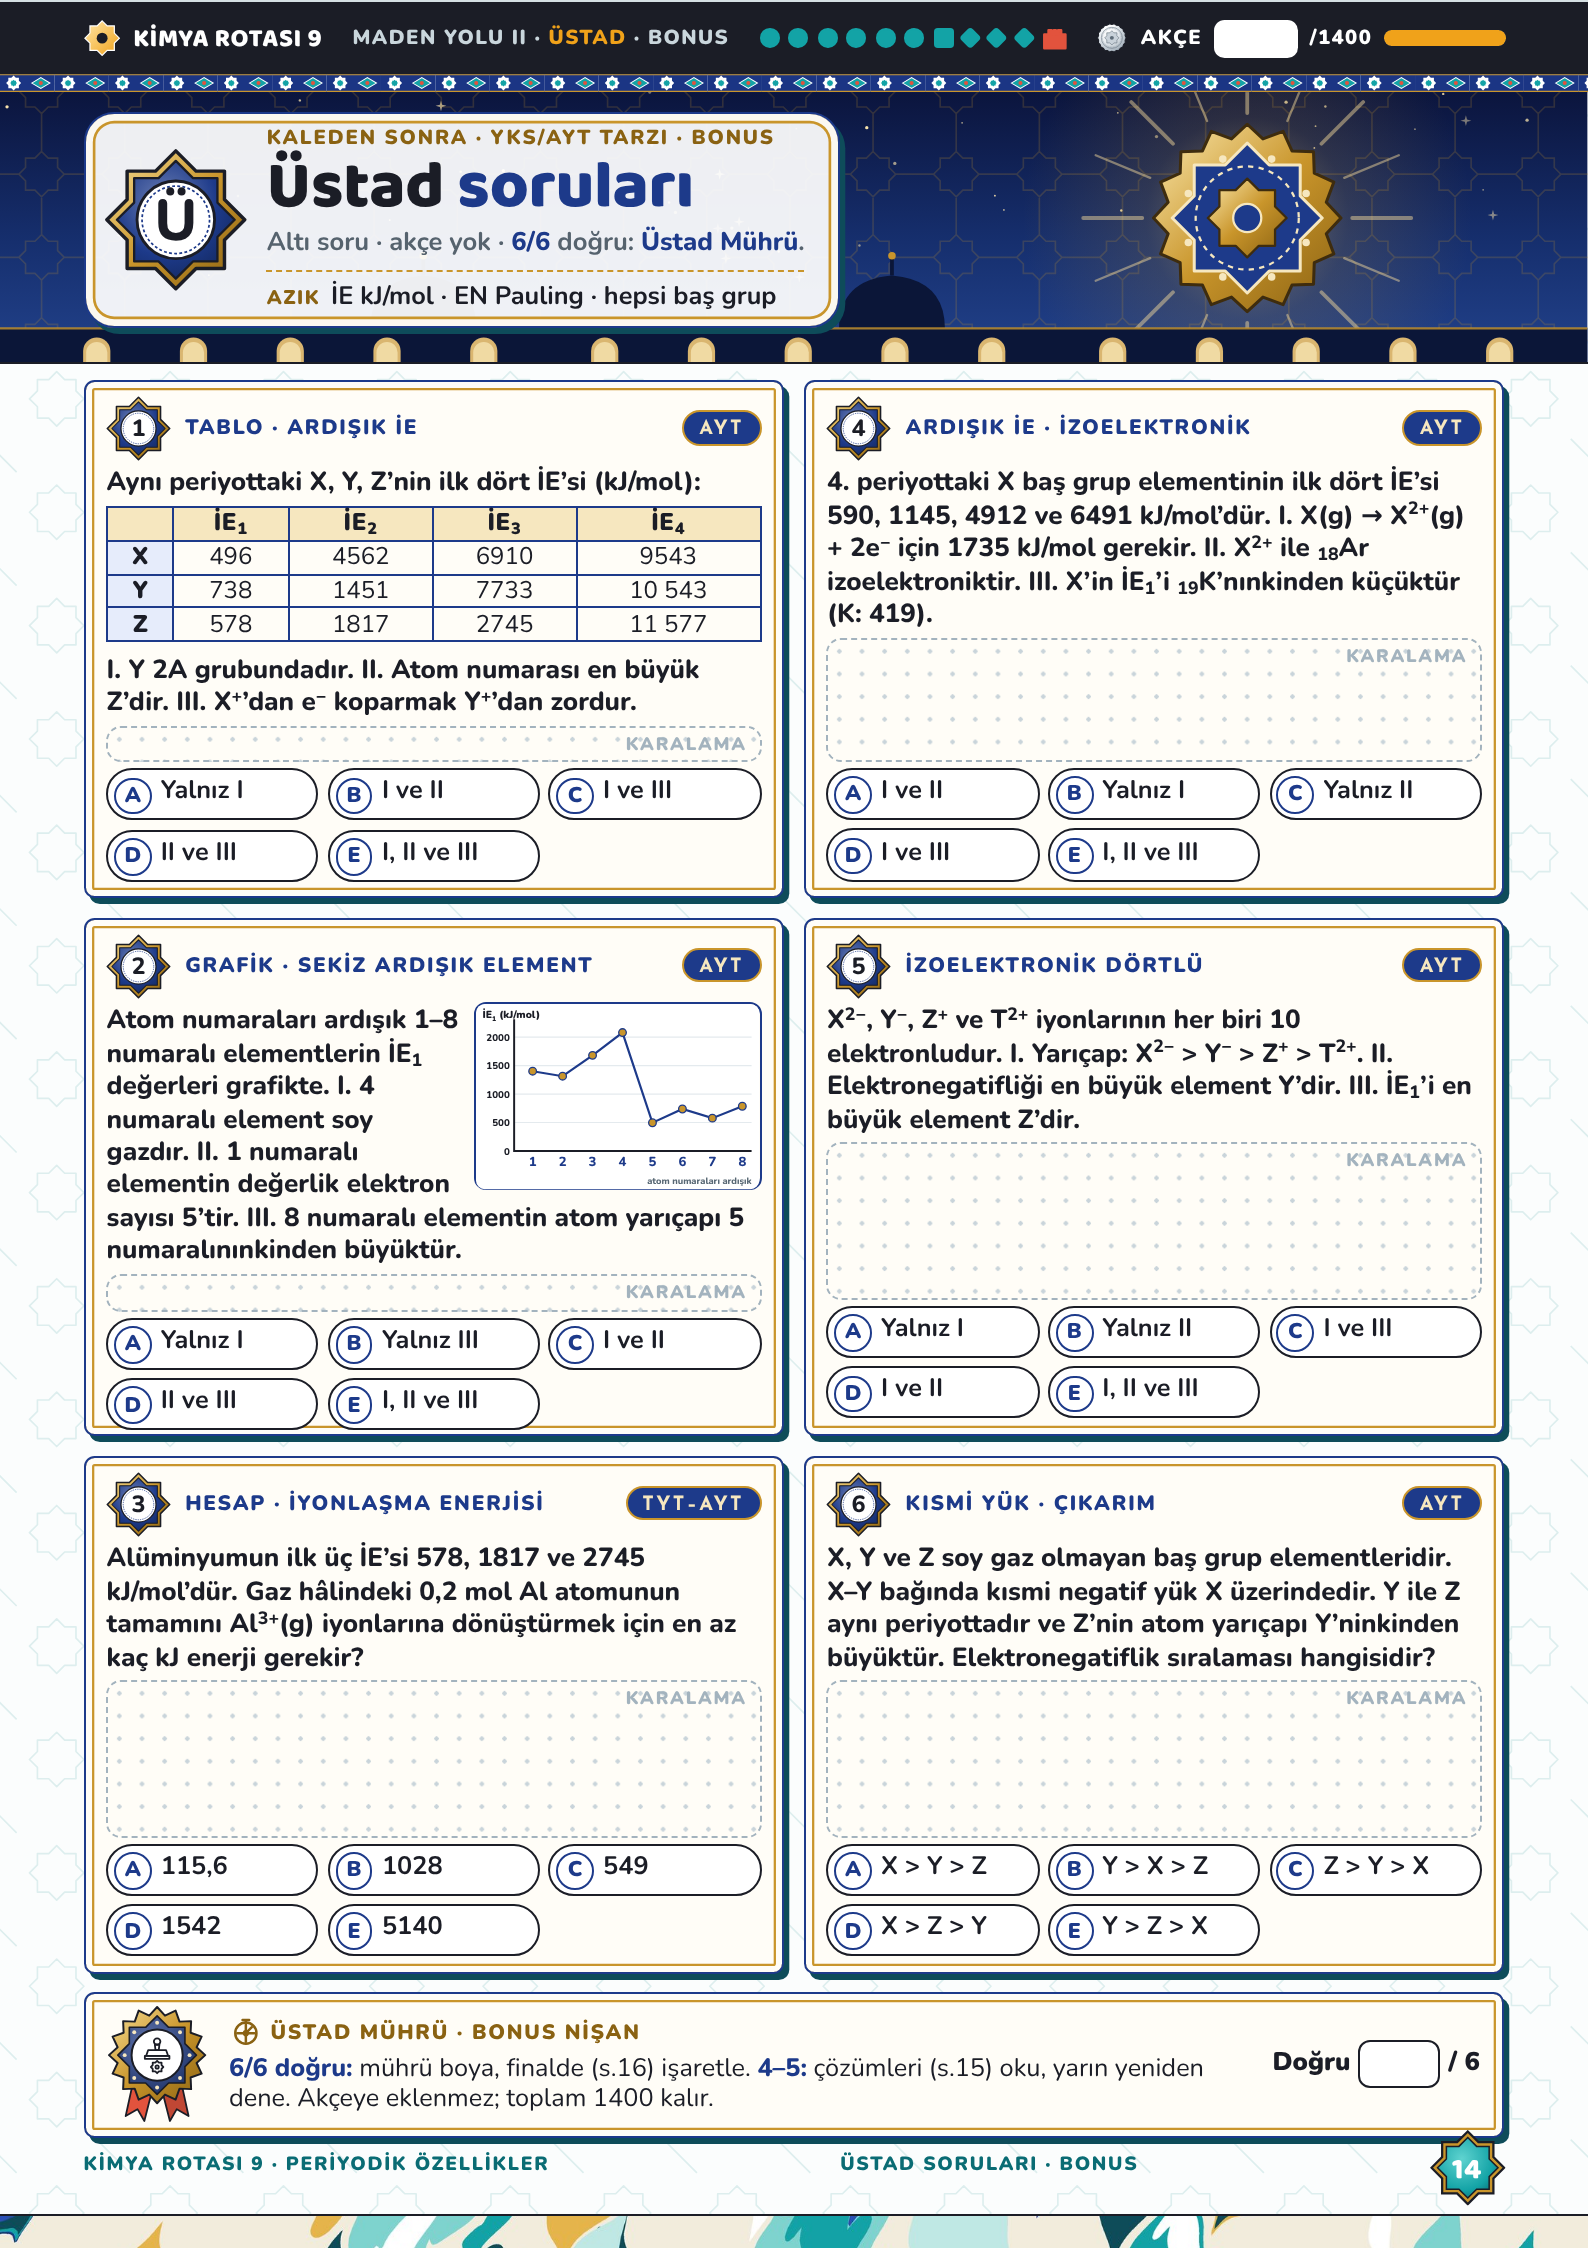 KİMYA ROTASI 9 MADEN YOLU II · ÜSTAD · BONUS AKÇE /1400
KALEDEN SONRA · YKS/AYT TARZI · BONUS
Ü
Üstad soruları
Altı soru · akçe yok · 6/6 doğru: Üstad Mührü.
AZIK İE kJ/mol · EN Pauling · hepsi baş grup
1 TABLO · ARDIŞIK İE AYT
Aynı periyottaki X, Y, Z’nin ilk dört İE’si (kJ/mol):
İE₁ İE₂ İE₃ İE₄
X 496 4562 6910 9543
Y 738 1451 7733 10 543
Z 578 1817 2745 11 577
I. Y 2A grubundadır. II. Atom numarası en büyük
Z’dir. III. X⁺’dan e⁻ koparmak Y⁺’dan zordur.
KARALAMA
A Yalnız I B I ve II C I ve III
D II ve III E I, II ve III
2 GRAFİK · SEKİZ ARDIŞIK ELEMENT AYT
Atom numaraları ardışık 1–8
numaralı elementlerin İE₁
değerleri grafikte. I. 4
numaralı element soy
gazdır. II. 1 numaralı
elementin değerlik elektron
sayısı 5’tir. III. 8 numaralı elementin atom yarıçapı 5
numaralınınkinden büyüktür.
İE₁ (kJ/mol)
2000
1500
1000
500
0
1 2 3 4 5 6 7 8
atom numaraları ardışık
KARALAMA
A Yalnız I B Yalnız III C I ve II
D II ve III E I, II ve III
3 HESAP · İYONLAŞMA ENERJİSİ TYT-AYT
Alüminyumun ilk üç İE’si 578, 1817 ve 2745
kJ/mol’dür. Gaz hâlindeki 0,2 mol Al atomunun
tamamını Al³⁺(g) iyonlarına dönüştürmek için en az
kaç kJ enerji gerekir?
KARALAMA
A 115,6 B 1028 C 549
D 1542 E 5140
4 ARDIŞIK İE · İZOELEKTRONİK AYT
4. periyottaki X baş grup elementinin ilk dört İE’si
590, 1145, 4912 ve 6491 kJ/mol’dür. I. X(g) → X²⁺(g)
+ 2e⁻ için 1735 kJ/mol gerekir. II. X²⁺ ile ₁₈Ar
izoelektroniktir. III. X’in İE₁’i ₁₉K’nınkinden küçüktür
(K: 419).
KARALAMA
A I ve II B Yalnız I C Yalnız II
D I ve III E I, II ve III
5 İZOELEKTRONİK DÖRTLÜ AYT
X²⁻, Y⁻, Z⁺ ve T²⁺ iyonlarının her biri 10
elektronludur. I. Yarıçap: X²⁻ > Y⁻ > Z⁺ > T²⁺. II.
Elektronegatifliği en büyük element Y’dir. III. İE₁’i en
büyük element Z’dir.
KARALAMA
A Yalnız I B Yalnız II C I ve III
D I ve II E I, II ve III
6 KISMİ YÜK · ÇIKARIM AYT
X, Y ve Z soy gaz olmayan baş grup elementleridir.
X–Y bağında kısmi negatif yük X üzerindedir. Y ile Z
aynı periyottadır ve Z’nin atom yarıçapı Y’ninkinden
büyüktür. Elektronegatiflik sıralaması hangisidir?
KARALAMA
A X > Y > Z B Y > X > Z C Z > Y > X
D X > Z > Y E Y > Z > X
ÜSTAD MÜHRÜ · BONUS NİŞAN
6/6 doğru: mührü boya, finalde (s.16) işaretle. 4–5: çözümleri (s.15) oku, yarın yeniden
dene. Akçeye eklenmez; toplam 1400 kalır.
Doğru / 6
KİMYA ROTASI 9 · PERİYODİK ÖZELLİKLER ÜSTAD SORULARI · BONUS 14